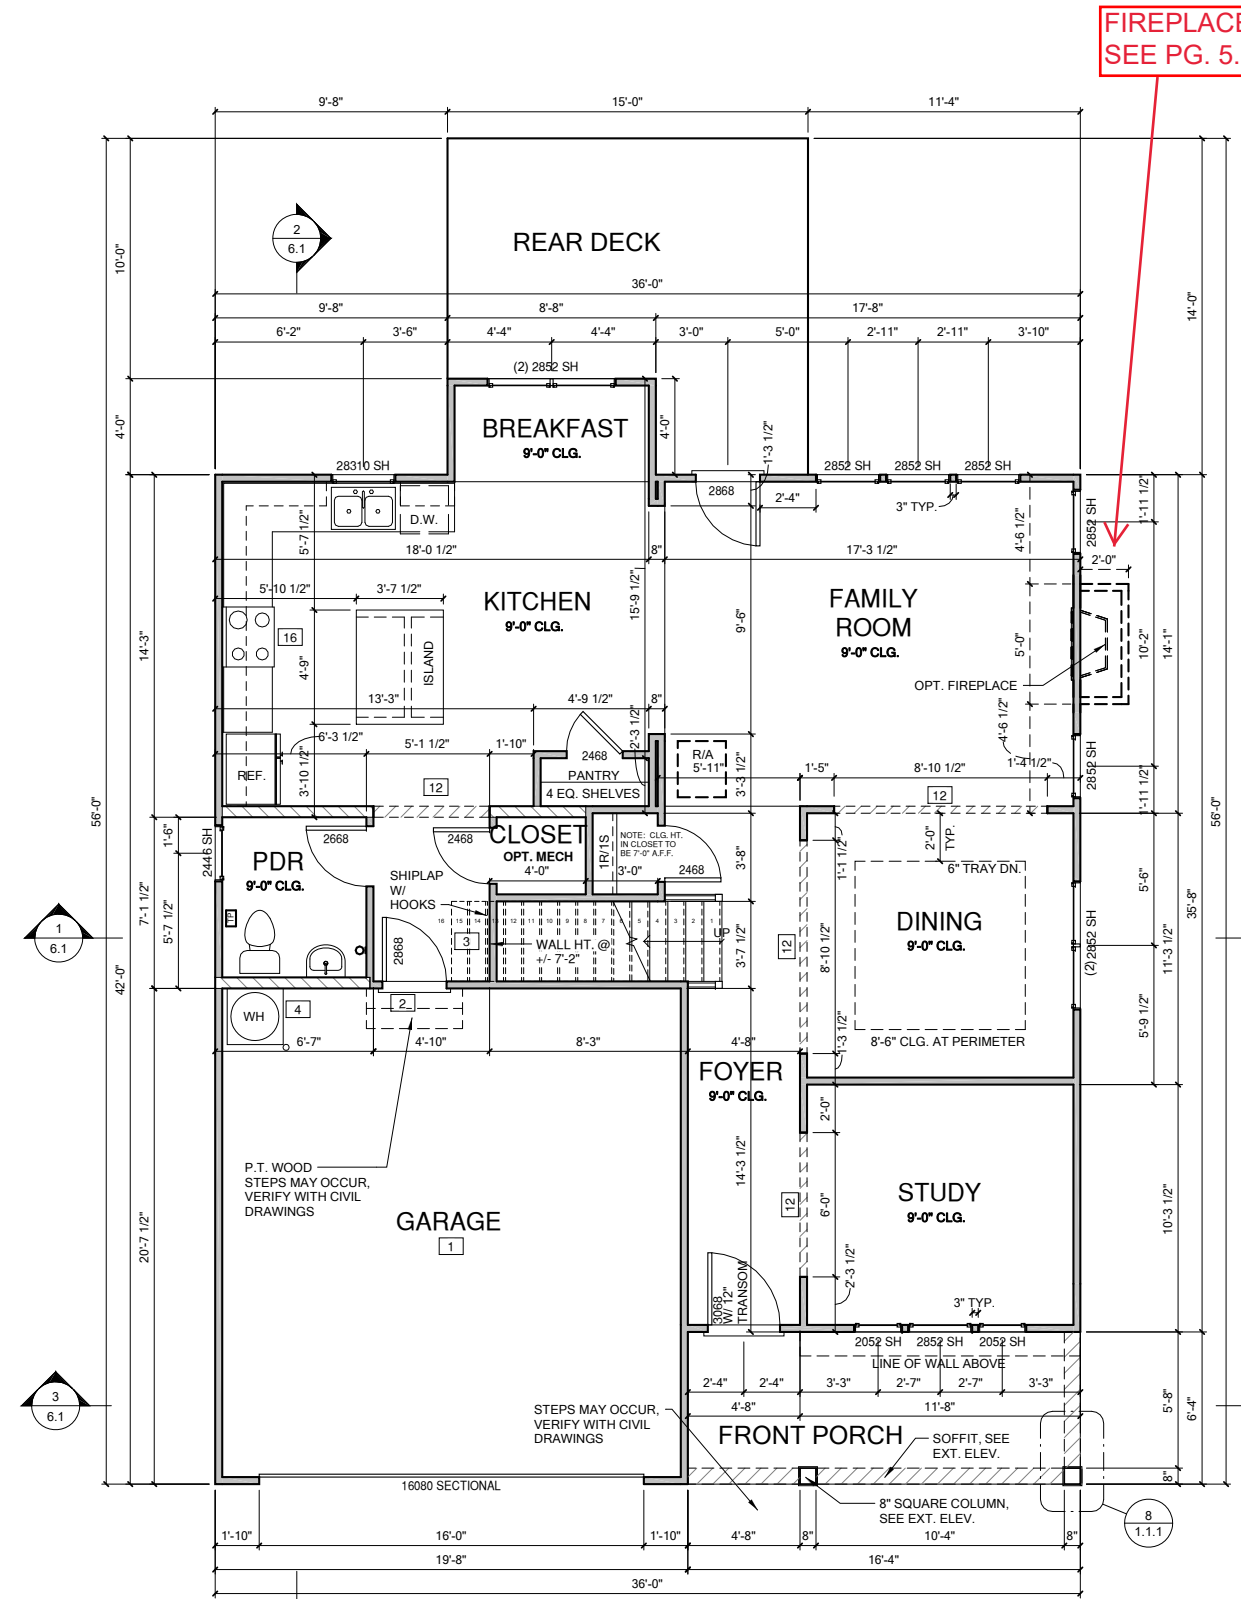 FIREPLACE
SEE PG. 5.
9'-8"
15'-0"
11'-4"
2
6.1
REAR DECK
10'-0"
14'-0"
36'-0"
9'-8"
8'-8"
17'-8"
6'-2"
3'-6"
4'-4"
4'-4"
3'-0"
5'-0"
2'-11"
2'-11"
3'-10"
(2) 2852 SH
4'-0"
BREAKFAST
9'-0" CLG.
4'-0"
1'-3 1/2"
28310 SH
2852 SH
2852 SH
2852 SH
2868
2'-4"
3" TYP.
D.W.
5'-7 1/2"
4'-6 1/2"
2852 SH
1'-11 1/2"
18'-0 1/2"
8"
17'-3 1/2"
2'-0"
5'-10 1/2"
3'-7 1/2"
KITCHEN
9'-0" CLG.
15'-9 1/2"
9'-6"
FAMILY
ROOM
9'-0" CLG.
16
4'-9"
ISLAND
14'-3"
5'-0"
10'-2"
14'-1"
OPT. FIREPLACE
13'-3"
4'-9 1/2"
8"
2'-3 1/2"
4'-6 1/2"
6'-3 1/2"
5'-1 1/2"
1'-10"
2468
R/A
5'-11"
1'-5"
8'-10 1/2"
1'-4 1/2"
2852 SH
REF.
3'-10 1/2"
12
PANTRY
4 EQ. SHELVES
3'-3 1/2"
12
1'-11 1/2"
56'-0"
56'-0"
1'-6"
2446 SH
PDR
9'-0" CLG.
2668
2468
CLOSET
OPT. MECH
4'-0"
1R/1S
NOTE: CLG. HT.
IN CLOSET TO
BE 7'-0" A.F.F.
3'-0"
2468
3'-8"
1'-1 1/2"
2'-0"
TYP.
6" TRAY DN.
SHIPLAP
W/
HOOKS
5'-6"
7'-1 1/2"
5'-7 1/2"
TP
16 15 14 13 12 11 10 9 8 7 6 5 4 3 2 1
3
WALL HT. @
+/- 7'-2"
UP
3'-7 1/2"
12
8'-10 1/2"
DINING
9'-0" CLG.
(2)2852 SH
11'-3 1/2"
35'-8"
1
6.1
42'-0"
2868
WH
4
2
6'-7"
4'-10"
8'-3"
4'-8"
1'-3 1/2"
8'-6" CLG. AT PERIMETER
5'-9 1/2"
FOYER
9'-0" CLG.
2'-0"
P.T. WOOD
STEPS MAY OCCUR,
VERIFY WITH CIVIL
DRAWINGS
14'-3 1/2"
12
6'-0"
STUDY
9'-0" CLG.
10'-3 1/2"
GARAGE
1
20'-7 1/2"
3068
W/ 12"
TRANSOM
2'-3 1/2"
3" TYP.
2052 SH
2852 SH
2052 SH
LINE OF WALL ABOVE
2'-4"
2'-4"
3'-3"
2'-7"
2'-7"
3'-3"
5'-8"
6'-4"
3
6.1
STEPS MAY OCCUR,
VERIFY WITH CIVIL
DRAWINGS
4'-8"
11'-8"
FRONT PORCH
SOFFIT, SEE
EXT. ELEV.
8"
16080 SECTIONAL
8" SQUARE COLUMN,
SEE EXT. ELEV.
8
1.1.1
1'-10"
16'-0"
1'-10"
4'-8"
8"
10'-4"
8"
19'-8"
16'-4"
36'-0"